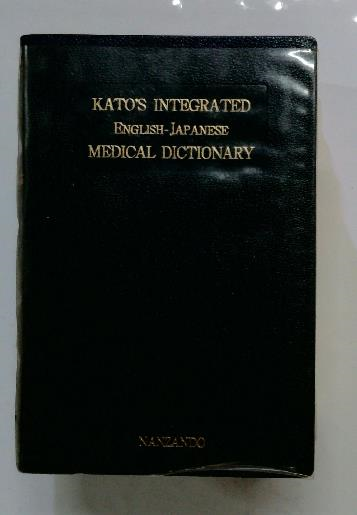 KATO'S INTEGRATED
ENGLISH-JAPANESE
MEDICAL DICTIONARY
NANZANDO